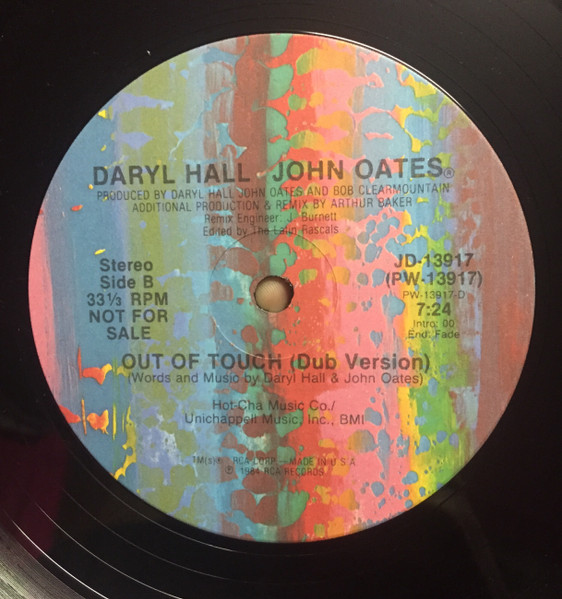 DARYL HALL JOHN OATES®
PRODUCED BY DARYL HALL JOHN OATES AND BOB CLEARMOUNTAIN
ADDITIONAL PRODUCTION & REMIX BY ARTHUR BAKER
Remix Engineer: J. Burnett
Edited by The Latin Rascals
Stereo
Side B
33⅓ RPM
NOT FOR
SALE
JD-13917
(PW-13917)
PW-13917-D
7:24
Intro: 00
End: Fade
OUT OF TOUCH (Dub Version)
(Words and Music by Daryl Hall & John Oates)
Hot-Cha Music Co./
Unichappell Music, Inc., BMI
RCA CORP.—MADE IN U.S.A.
℗ 1984 RCA RECORDS